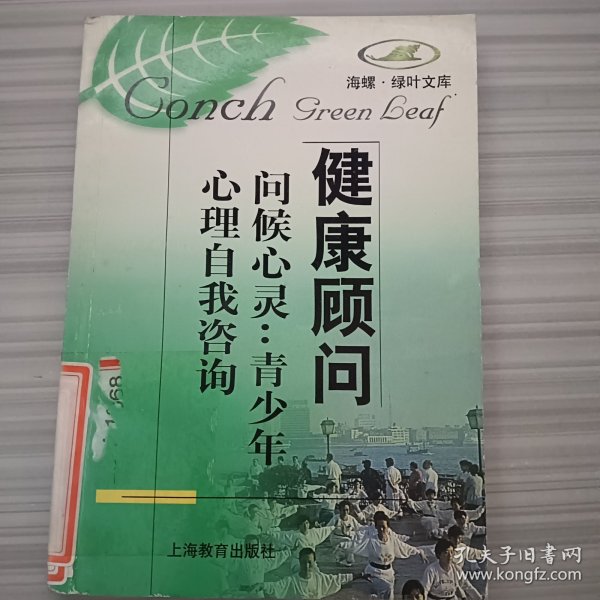 海螺·绿叶文库
Conch Green Leaf
健康顾问
问候心灵：青少年
心理自我咨询
上海教育出版社
孔夫子旧书网
www.kongfz.com